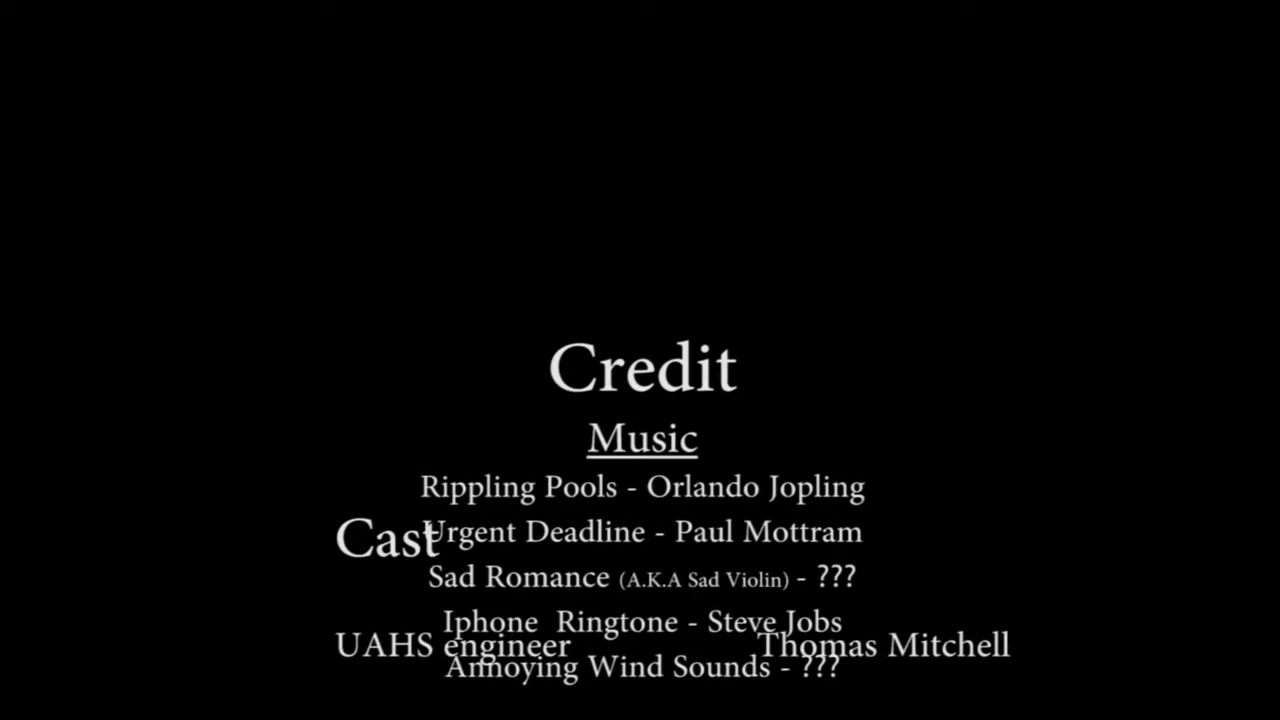 Credit
Music
Rippling Pools - Orlando Jopling
Urgent Deadline - Paul Mottram
Cast
Sad Romance (A.K.A Sad Violin) - ???
Iphone  Ringtone - Steve Jobs
UAHS engineer Thomas Mitchell
Annoying Wind Sounds - ???